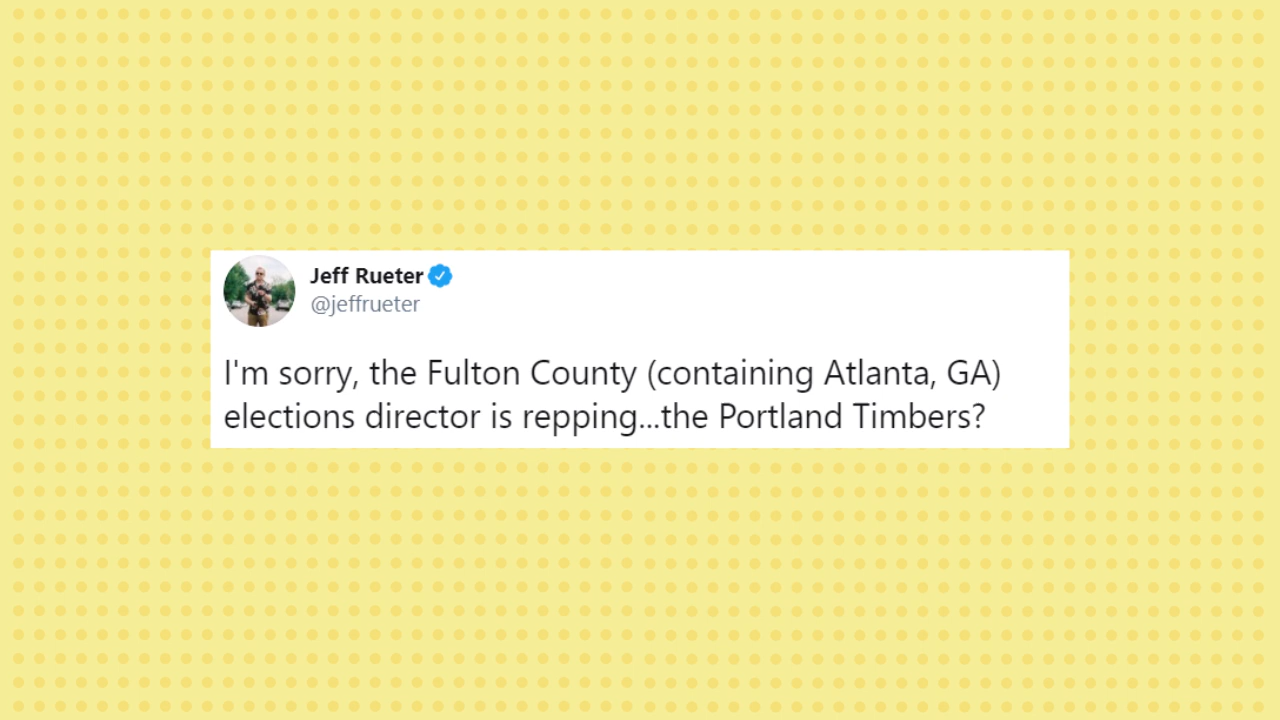 Jeff Rueter
@jeffrueter
I'm sorry, the Fulton County (containing Atlanta, GA)
elections director is repping...the Portland Timbers?